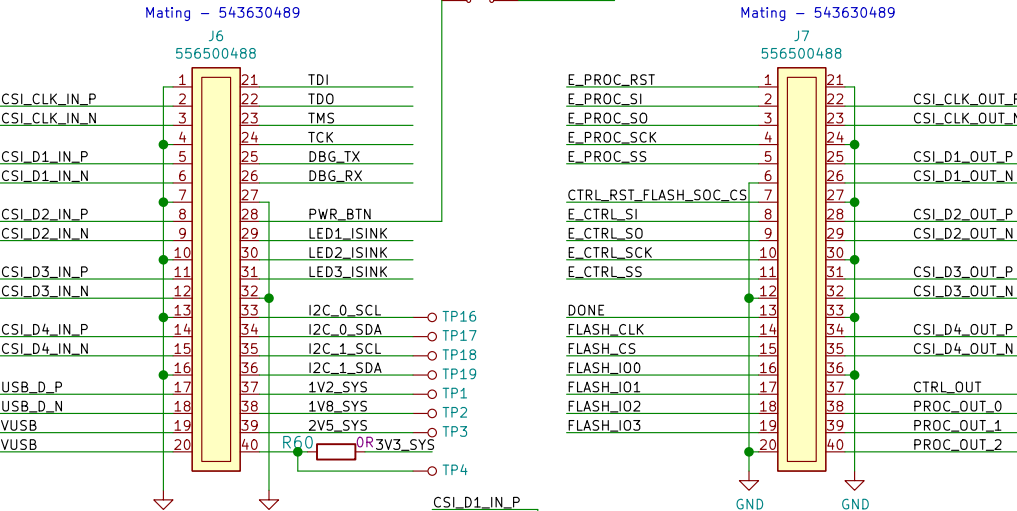 Mating - 543630489
J6
556500488
1 21 TDI
CSI_CLK_IN_P 2 22 TDO
CSI_CLK_IN_N 3 23 TMS
4 24 TCK
CSI_D1_IN_P 5 25 DBG_TX
CSI_D1_IN_N 6 26 DBG_RX
7 27
CSI_D2_IN_P 8 28 PWR_BTN
CSI_D2_IN_N 9 29 LED1_ISINK
10 30 LED2_ISINK
CSI_D3_IN_P 11 31 LED3_ISINK
CSI_D3_IN_N 12 32
13 33 I2C_0_SCL TP16
CSI_D4_IN_P 14 34 I2C_0_SDA TP17
CSI_D4_IN_N 15 35 I2C_1_SCL TP18
16 36 I2C_1_SDA TP19
USB_D_P 17 37 1V2_SYS TP1
USB_D_N 18 38 1V8_SYS TP2
VUSB 19 39 2V5_SYS TP3
VUSB 20 40 R60 0R 3V3_SYS
TP4
CSI_D1_IN_P
Mating - 543630489
J7
556500488
E_PROC_RST 1 21
E_PROC_SI 2 22 CSI_CLK_OUT_P
E_PROC_SO 3 23 CSI_CLK_OUT_N
E_PROC_SCK 4 24
E_PROC_SS 5 25 CSI_D1_OUT_P
6 26 CSI_D1_OUT_N
CTRL_RST_FLASH_SOC_CS 7 27
E_CTRL_SI 8 28 CSI_D2_OUT_P
E_CTRL_SO 9 29 CSI_D2_OUT_N
E_CTRL_SCK 10 30
E_CTRL_SS 11 31 CSI_D3_OUT_P
12 32 CSI_D3_OUT_N
DONE 13 33
FLASH_CLK 14 34 CSI_D4_OUT_P
FLASH_CS 15 35 CSI_D4_OUT_N
FLASH_IO0 16 36
FLASH_IO1 17 37 CTRL_OUT
FLASH_IO2 18 38 PROC_OUT_0
FLASH_IO3 19 39 PROC_OUT_1
20 40 PROC_OUT_2
GND GND